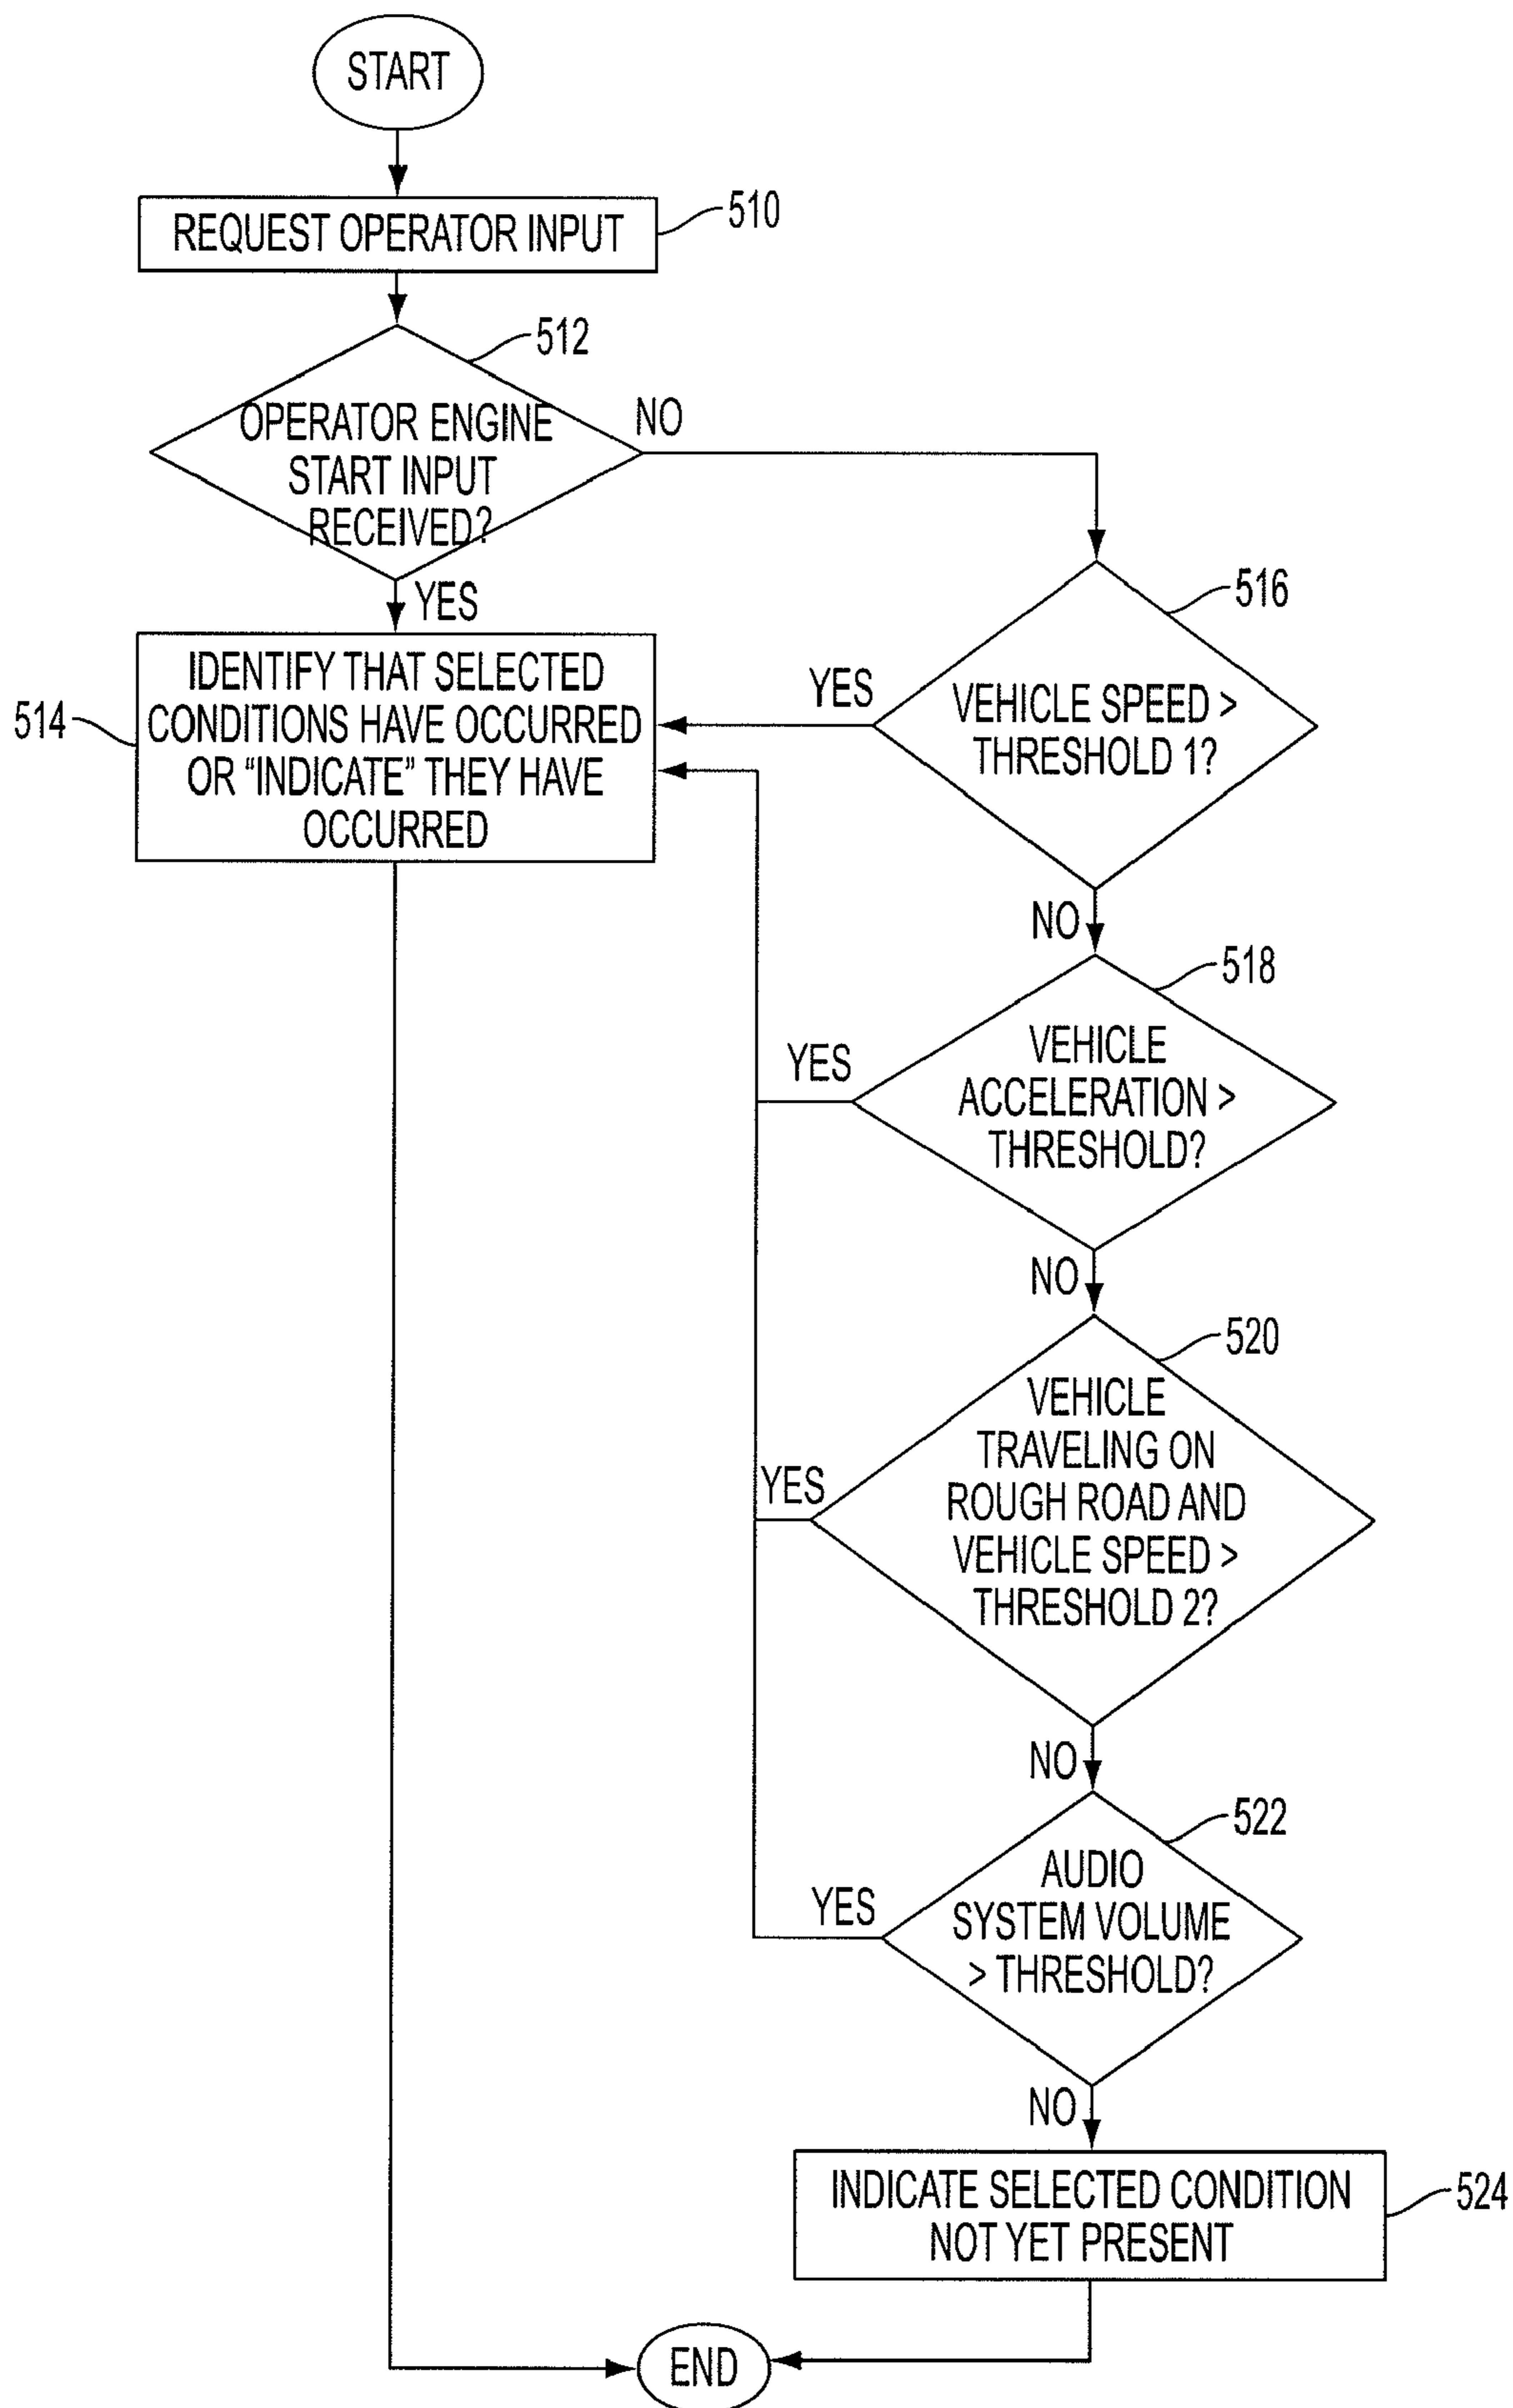 START
REQUEST OPERATOR INPUT
510
512
OPERATOR ENGINE
START INPUT
RECEIVED?
NO
YES
516
VEHICLE SPEED >
THRESHOLD 1?
YES
514
IDENTIFY THAT SELECTED
CONDITIONS HAVE OCCURRED
OR “INDICATE” THEY HAVE
OCCURRED
NO
518
VEHICLE
ACCELERATION >
THRESHOLD?
YES
NO
520
VEHICLE
TRAVELING ON
ROUGH ROAD AND
VEHICLE SPEED >
THRESHOLD 2?
YES
NO
522
AUDIO
SYSTEM VOLUME
> THRESHOLD?
YES
NO
INDICATE SELECTED CONDITION
NOT YET PRESENT
524
END